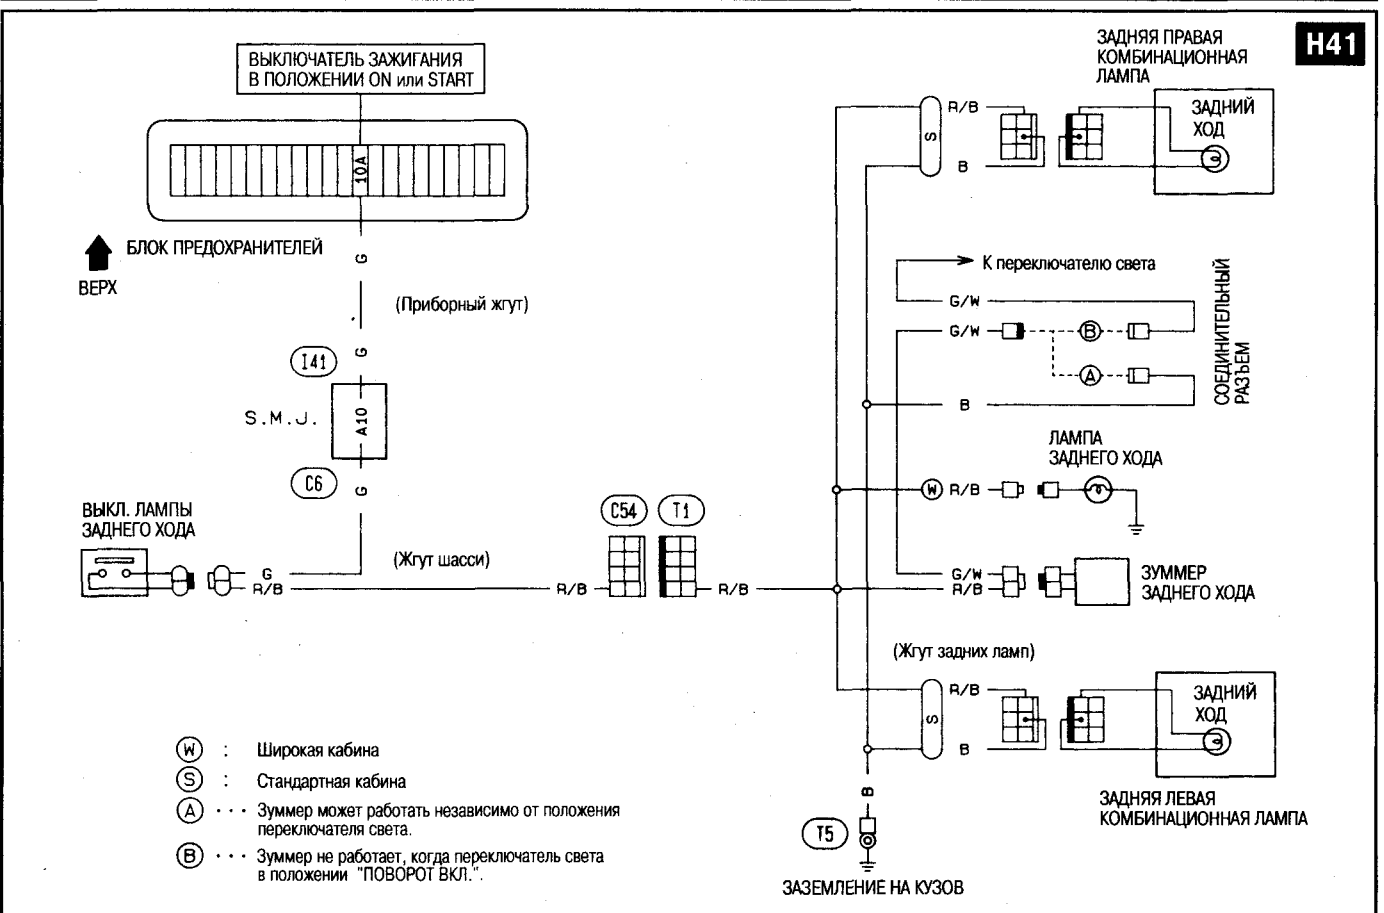 H41
ВЫКЛЮЧАТЕЛЬ ЗАЖИГАНИЯ
В ПОЛОЖЕНИИ ON или START
10A
БЛОК ПРЕДОХРАНИТЕЛЕЙ
ВЕРХ
G
(Приборный жгут)
G
I41
S.M.J.
A10
C6
G
ВЫКЛ. ЛАМПЫ
ЗАДНЕГО ХОДА
G
R/B
(Жгут шасси)
R/B
C54
T1
R/B
ЗАДНЯЯ ПРАВАЯ
КОМБИНАЦИОННАЯ
ЛАМПА
S
R/B
B
ЗАДНИЙ
ХОД
К переключателю света
G/W
G/W
B
A
B
СОЕДИНИТЕЛЬНЫЙ
РАЗЪЕМ
ЛАМПА
ЗАДНЕГО ХОДА
W
R/B
G/W
R/B
ЗУММЕР
ЗАДНЕГО ХОДА
(Жгут задних ламп)
S
R/B
B
ЗАДНИЙ
ХОД
ЗАДНЯЯ ЛЕВАЯ
КОМБИНАЦИОННАЯ ЛАМПА
B
T5
ЗАЗЕМЛЕНИЕ НА КУЗОВ
W : Широкая кабина
S : Стандартная кабина
A ··· Зуммер может работать независимо от положения
переключателя света.
B ··· Зуммер не работает, когда переключатель света
в положении "ПОВОРОТ ВКЛ.".